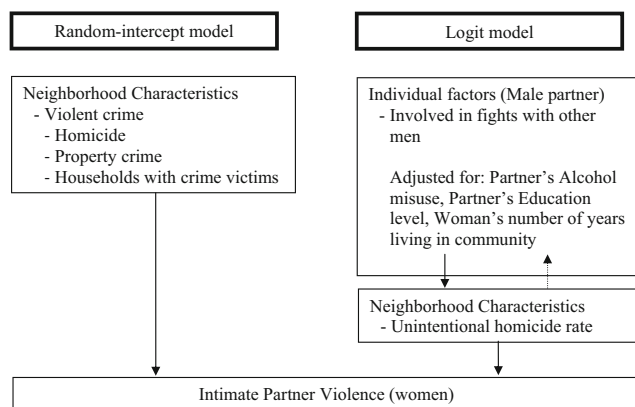 Random-intercept model
Neighborhood Characteristics
- Violent crime
- Homicide
- Property crime
- Households with crime victims
Logit model
Individual factors (Male partner)
- Involved in fights with other
men
Adjusted for: Partner's Alcohol
misuse, Partner's Education
level, Woman's number of years
living in community
Neighborhood Characteristics
- Unintentional homicide rate
Intimate Partner Violence (women)